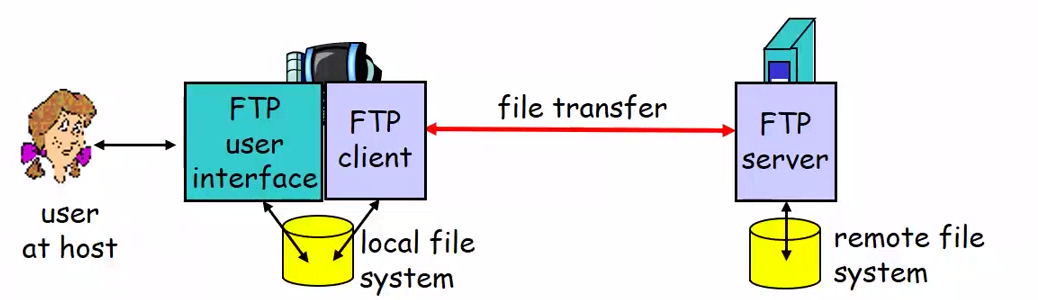 FTP
user
interface
FTP
client
file transfer
FTP
server
user
at host
local file
system
remote file
system